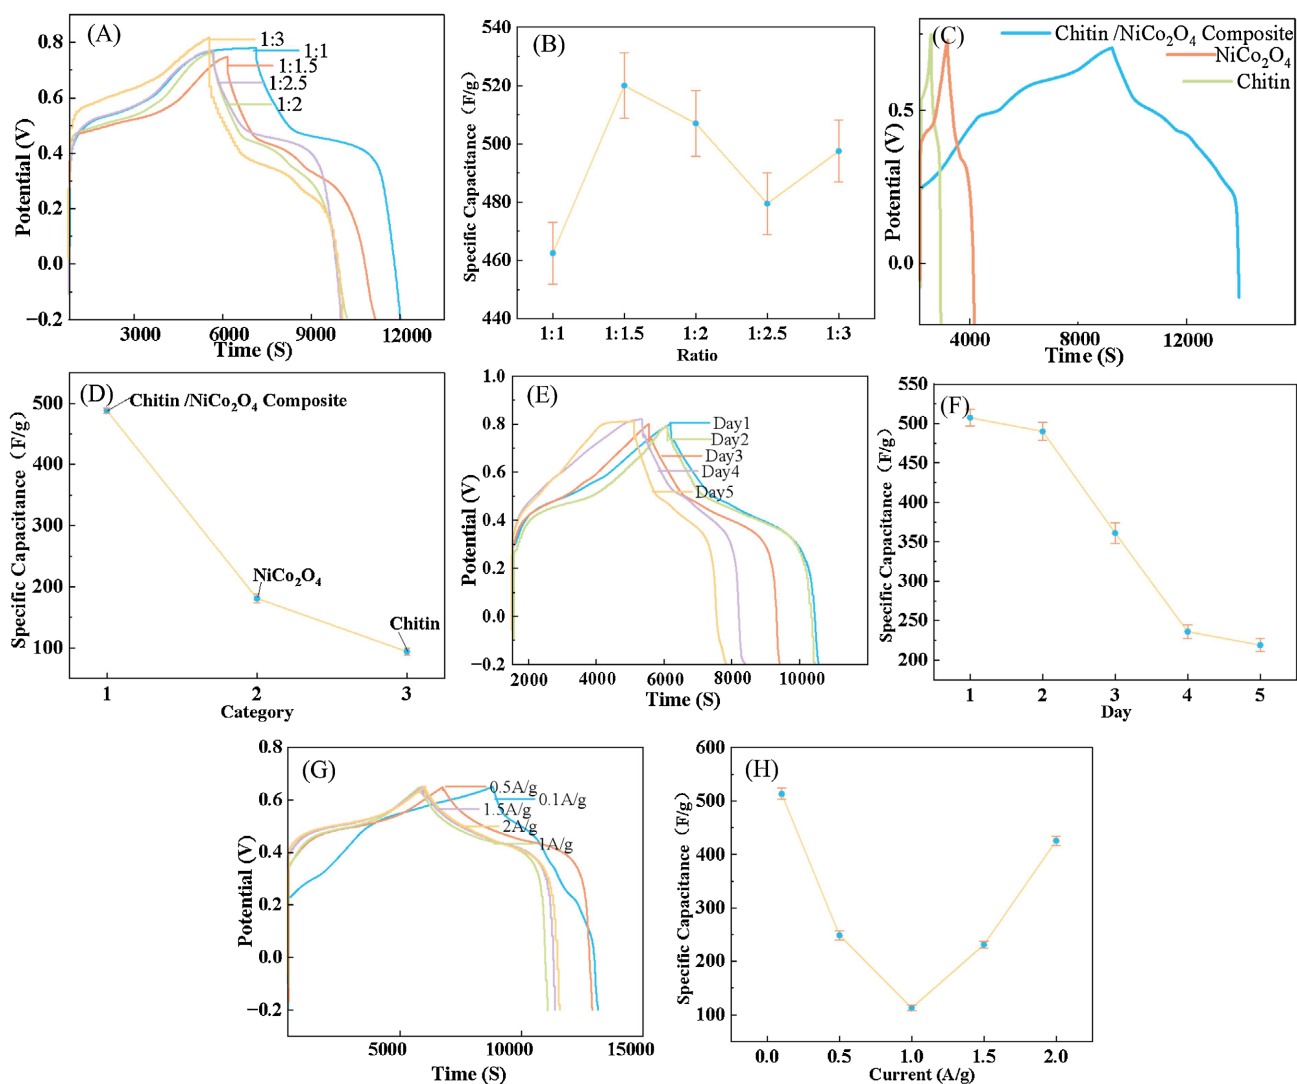 (A)
0.8
0.6
0.4
0.2
0.0
−0.2
Potential (V)
3000
6000
9000
12000
Time (S)
1:3
1:1
1:1.5
1:2.5
1:2
(B)
540
520
500
480
460
440
Specific Capacitance (F/g)
1:1
1:1.5
1:2
1:2.5
1:3
Ratio
(C)
Chitin /NiCo₂O₄ Composite
NiCo₂O₄
Chitin
0.5
0.0
Potential (V)
4000
8000
12000
Time (S)
(D)
500
400
300
200
100
Specific Capacitance (F/g)
Chitin /NiCo₂O₄ Composite
NiCo₂O₄
Chitin
1
2
3
Category
(E)
1.0
0.8
0.6
0.4
0.2
0.0
−0.2
Potential (V)
Day1
Day2
Day3
Day4
Day5
2000
4000
6000
8000
10000
Time (S)
(F)
550
500
450
400
350
300
250
200
Specific Capacitance (F/g)
1
2
3
4
5
Day
(G)
0.8
0.6
0.4
0.2
0.0
−0.2
Potential (V)
0.5A/g
0.1A/g
1.5A/g
2A/g
1A/g
5000
10000
15000
Time (S)
(H)
600
500
400
300
200
100
Specific Capacitance (F/g)
0.0
0.5
1.0
1.5
2.0
Current (A/g)